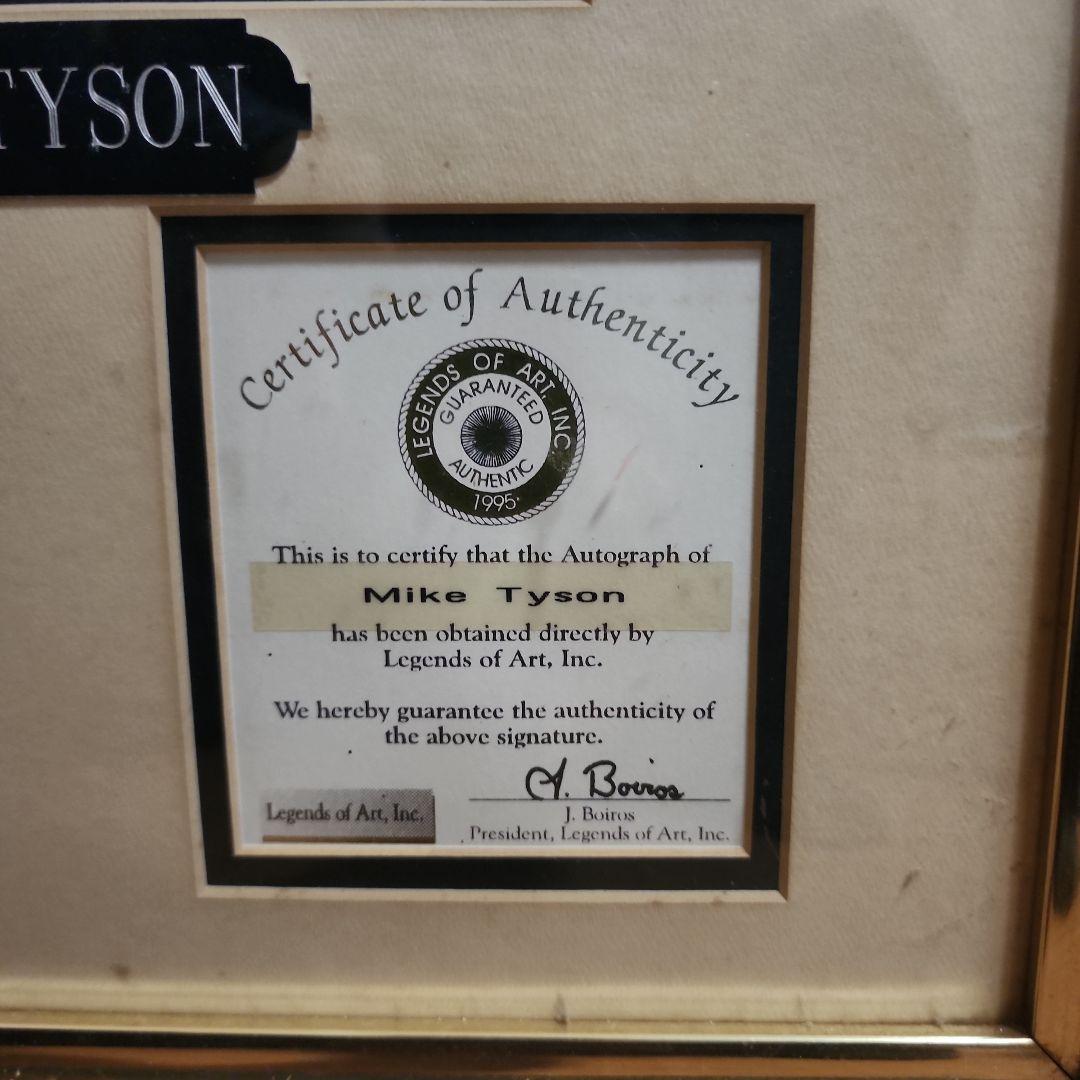 TYSON
Certificate of Authenticity
LEGENDS OF ART, INC.
GUARANTEED
AUTHENTIC
1995
This is to certify that the Autograph of
Mike Tyson
has been obtained directly by
Legends of Art, Inc.
We hereby guarantee the authenticity of
the above signature.
J. Boiros
Legends of Art, Inc.
J. Boiros
President, Legends of Art, Inc.